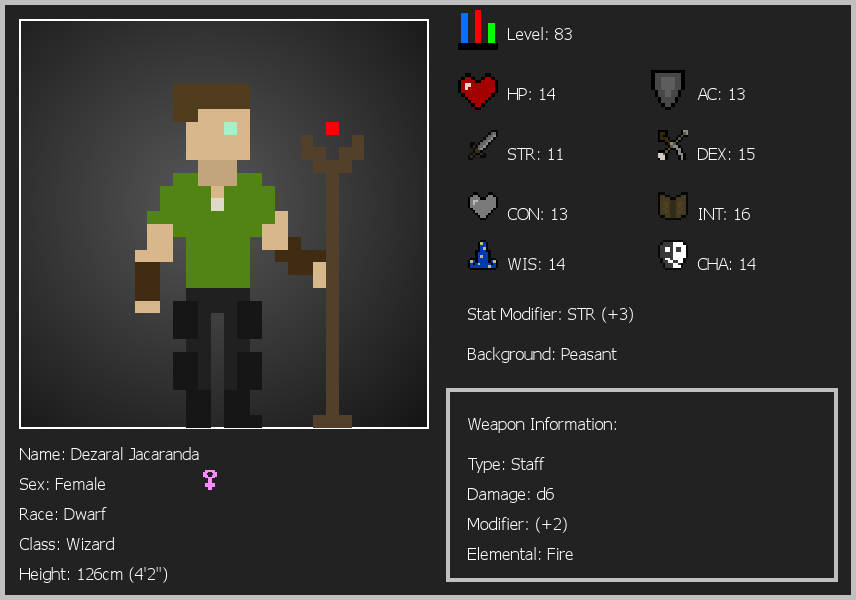 Level: 83
HP: 14
AC: 13
STR: 11
DEX: 15
CON: 13
INT: 16
WIS: 14
CHA: 14
Stat Modifier: STR (+3)
Background: Peasant
Weapon Information:
Type: Staff
Damage: d6
Modifier: (+2)
Elemental: Fire
Name: Dezaral Jacaranda
Sex: Female
Race: Dwarf
Class: Wizard
Height: 126cm (4'2")